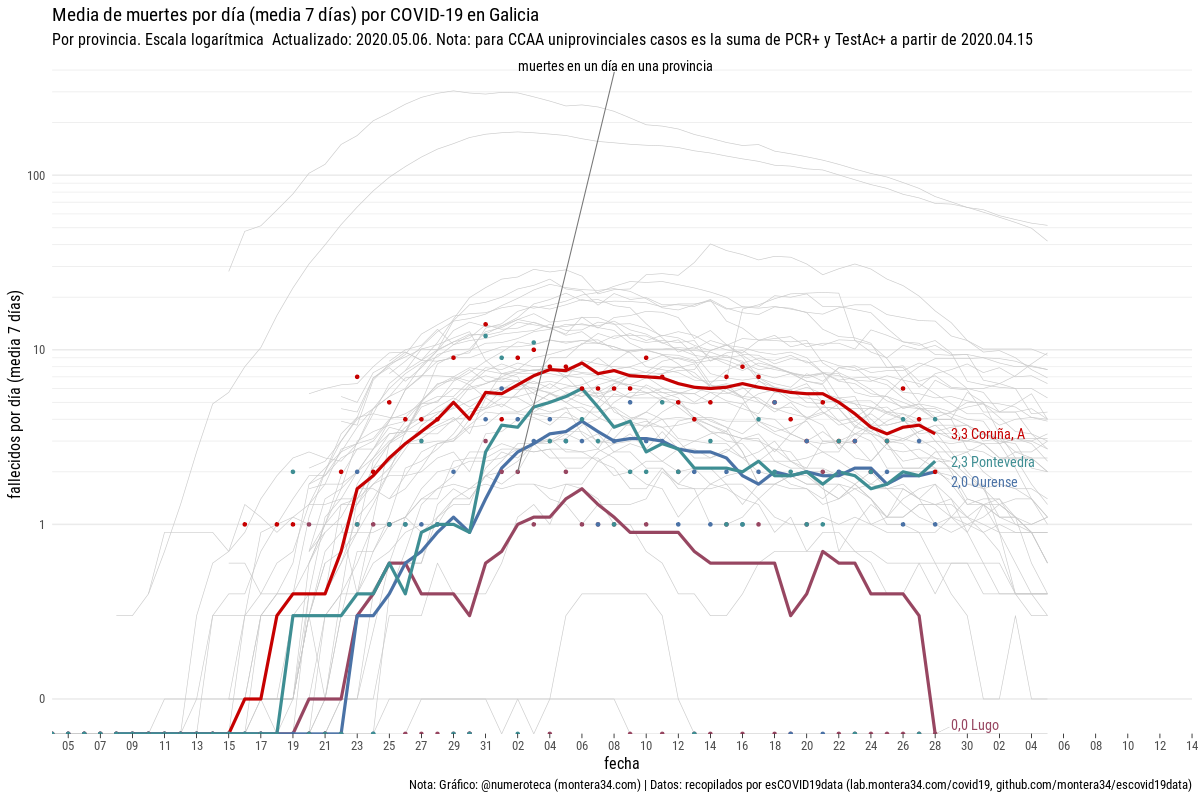 Media de muertes por día (media 7 días) por COVID-19 en Galicia
Por provincia. Escala logarítmica  Actualizado: 2020.05.06. Nota: para CCAA uniprovinciales casos es la suma de PCR+ y TestAc+ a partir de 2020.04.15
muertes en un día en una provincia
fallecidos por día (media  7 días)
100
10
1
0
3,3 Coruña, A
2,3 Pontevedra
2,0 Ourense
0,0 Lugo
05 07 09 11 13 15 17 19 21 23 25 27 29 31 02 04 06 08 10 12 14 16 18 20 22 24 26 28 30 02 04 06 08 10 12 14
fecha
Nota: Gráfico: @numeroteca (montera34.com) | Datos: recopilados por esCOVID19data (lab.montera34.com/covid19, github.com/montera34/escovid19data)